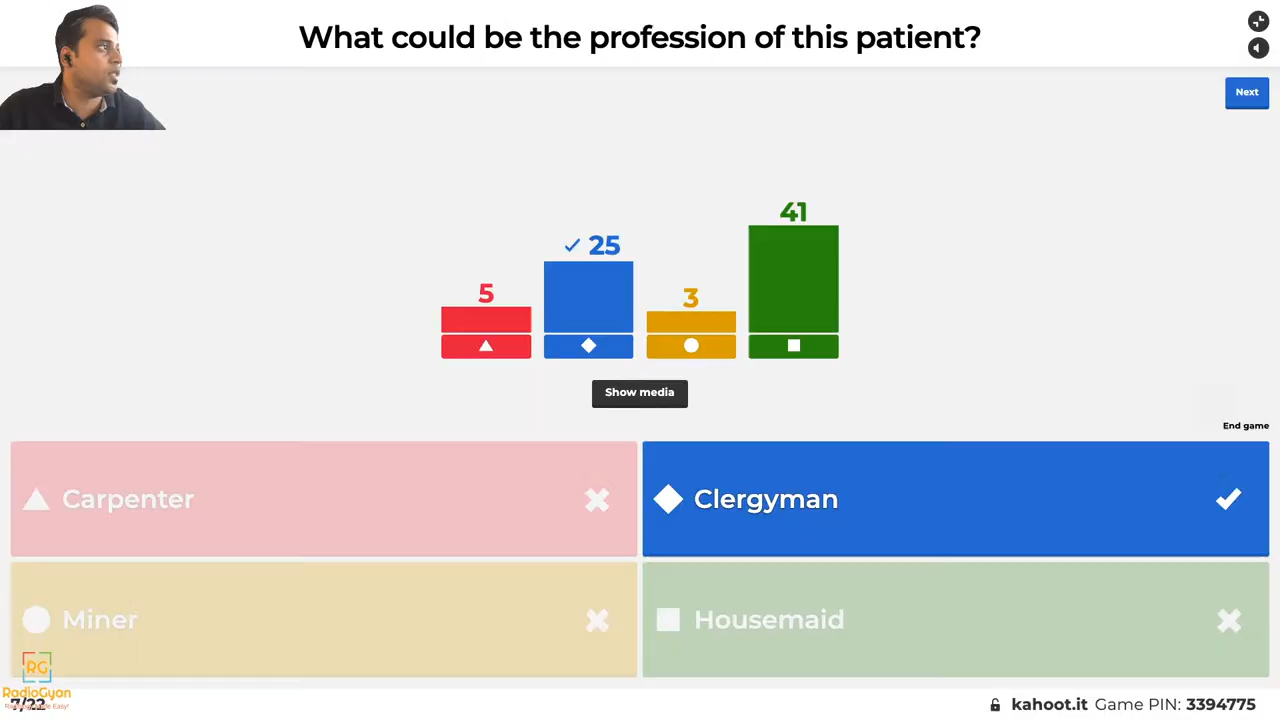 What could be the profession of this patient?
Next
5
25
3
41
Show media
End game
Carpenter
Clergyman
Miner
Housemaid
RG
RadioGyon
7/22
kahoot.it Game PIN: 3394775